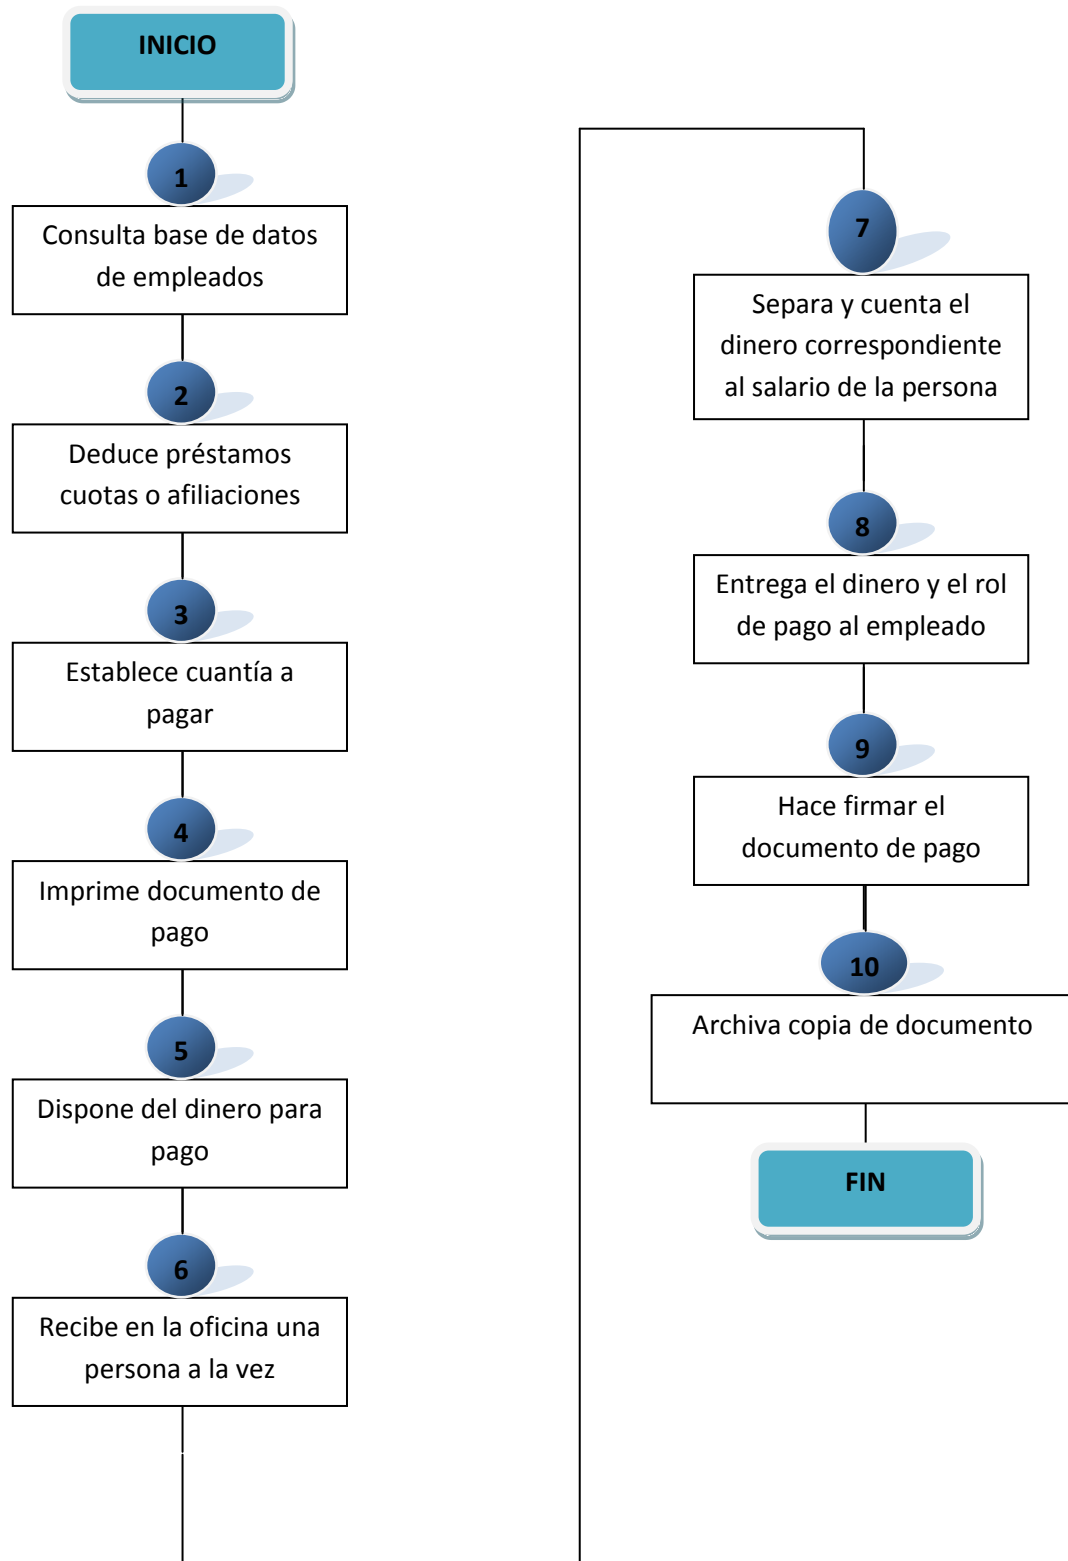 INICIO
1
Consulta base de datos
de empleados
2
Deduce préstamos
cuotas o afiliaciones
3
Establece cuantía a
pagar
4
Imprime documento de
pago
5
Dispone del dinero para
pago
6
Recibe en la oficina una
persona a la vez
7
Separa y cuenta el
dinero correspondiente
al salario de la persona
8
Entrega el dinero y el rol
de pago al empleado
9
Hace firmar el
documento de pago
10
Archiva copia de documento
FIN